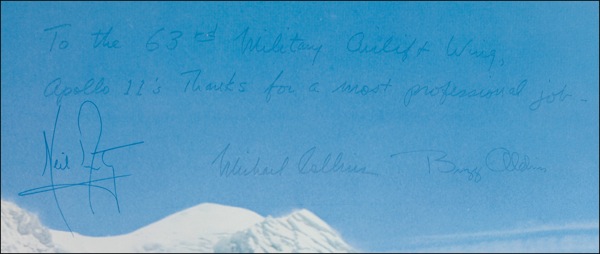 To the 63rd Military Airlift Wing,
Apollo 11's Thanks for a most professional job.
Neil Armstrong Michael Collins Buzz Aldrin